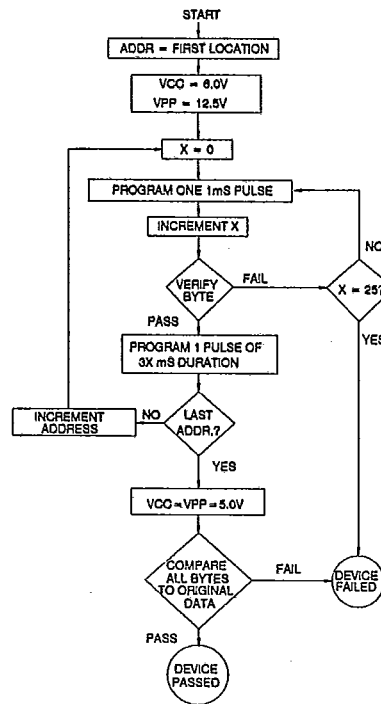 START
ADDR = FIRST LOCATION
VCC = 6.0V
VPP = 12.5V
X = 0
PROGRAM ONE 1mS PULSE
INCREMENT X
NO
VERIFY
BYTE
FAIL
X = 25?
PASS
YES
PROGRAM 1 PULSE OF
3X mS DURATION
INCREMENT
ADDRESS
NO
LAST
ADDR.?
YES
VCC = VPP = 5.0V
COMPARE
ALL BYTES
TO ORIGINAL
DATA
FAIL
DEVICE
FAILED
PASS
DEVICE
PASSED